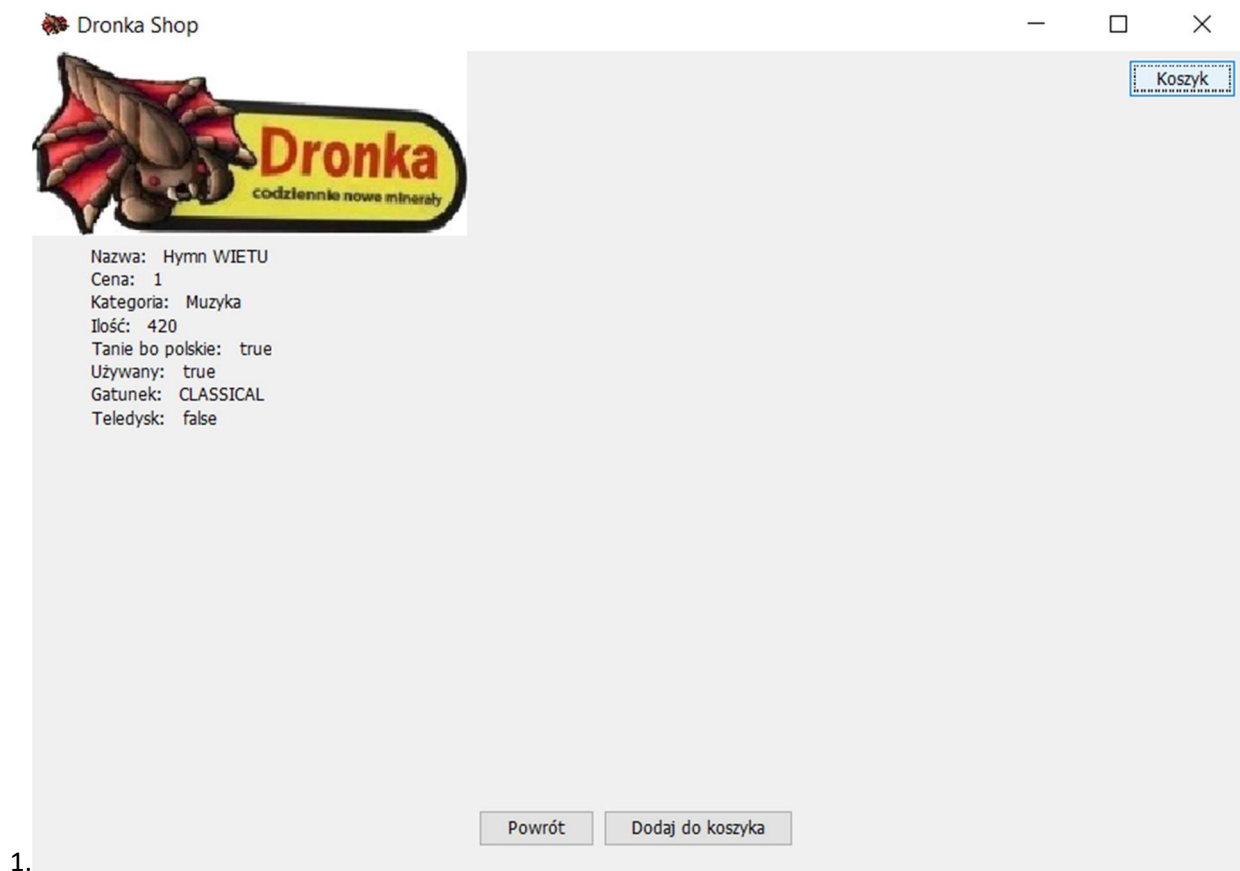 Dronka Shop
Koszyk
Dronka
codziennie nowe minerały
Nazwa: Hymn WIETU
Cena: 1
Kategoria: Muzyka
Ilość: 420
Tanie bo polskie: true
Używany: true
Gatunek: CLASSICAL
Teledysk: false
Powrót Dodaj do koszyka
1.